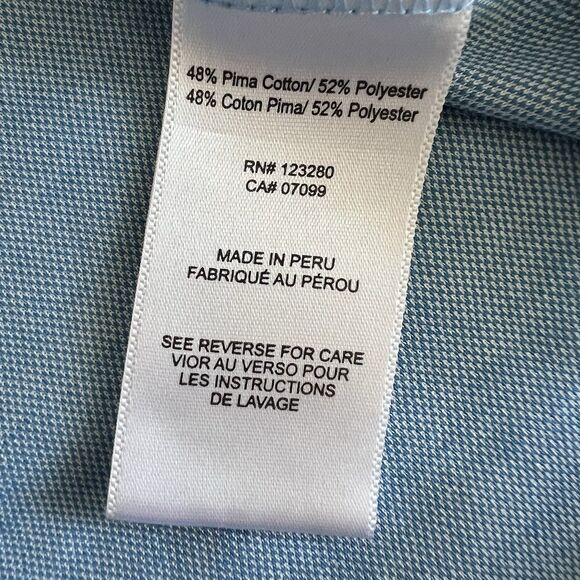 48% Pima Cotton/ 52% Polyester
48% Coton Pima/ 52% Polyester
RN# 123280
CA# 07099
MADE IN PERU
FABRIQUÉ AU PÉROU
SEE REVERSE FOR CARE
VIOR AU VERSO POUR
LES INSTRUCTIONS
DE LAVAGE